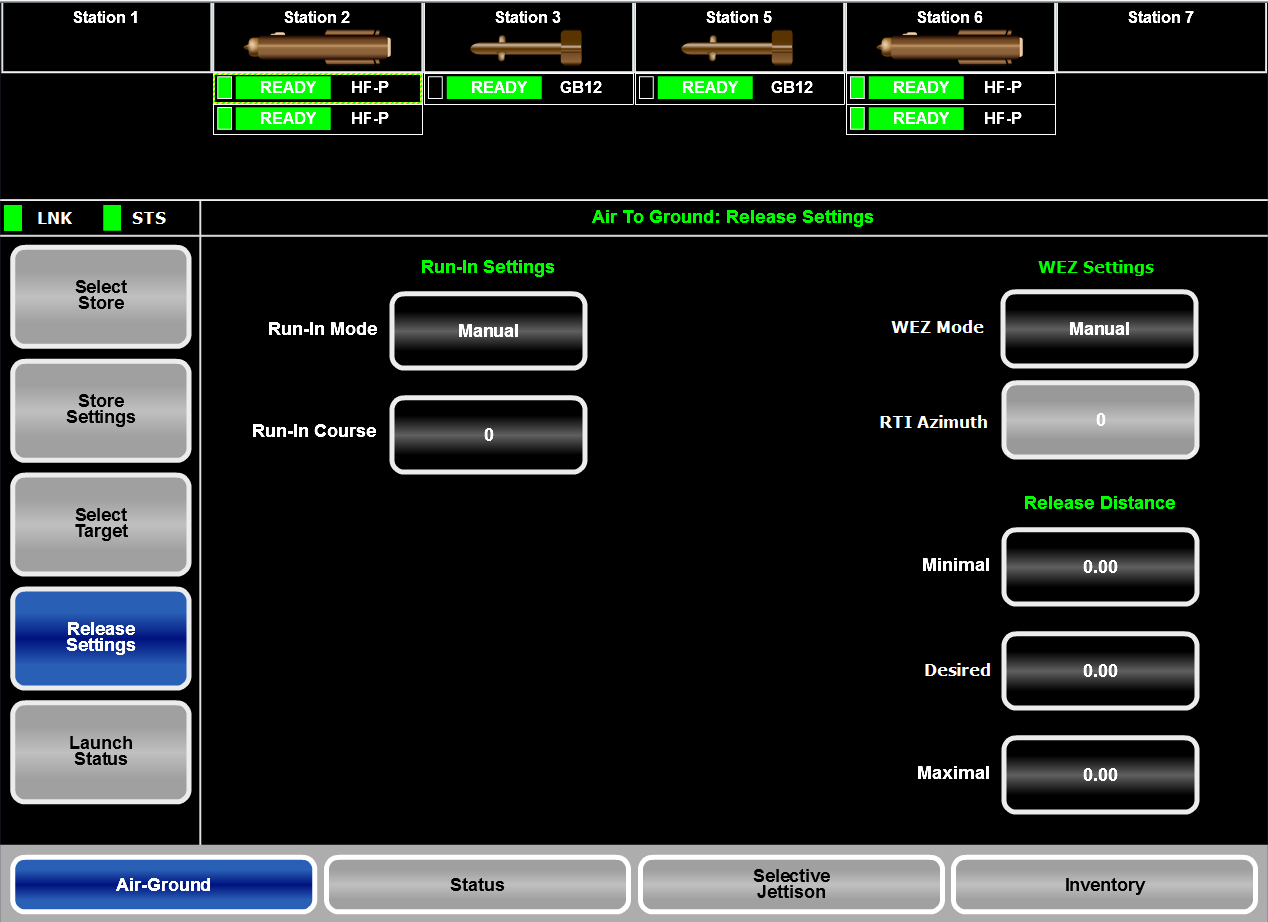 Station 1 Station 2 Station 3 Station 5 Station 6 Station 7
READY HF-P READY GB12 READY GB12 READY HF-P
READY HF-P READY HF-P
LNK STS Air To Ground: Release Settings
Select
Store
Store
Settings
Select
Target
Release
Settings
Launch
Status
Run-In Settings
Run-In Mode Manual
Run-In Course 0
WEZ Settings
WEZ Mode Manual
RTI Azimuth 0
Release Distance
Minimal 0.00
Desired 0.00
Maximal 0.00
Air-Ground
Status
Selective
Jettison
Inventory